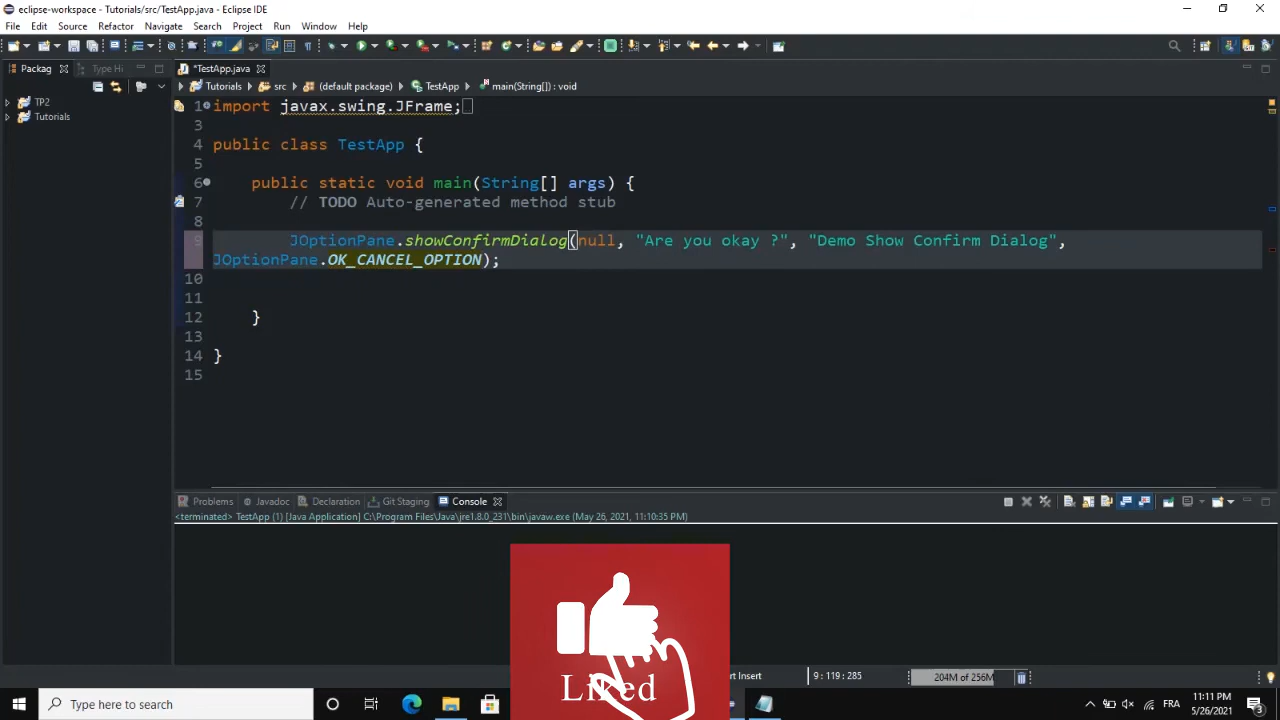 eclipse-workspace - Tutorials/src/TestApp.java - Eclipse IDE
File Edit Source Refactor Navigate Search Project Run Window Help
Packag Type Hi *TestApp.java
Tutorials src (default package) TestApp main(String[]) : void
TP2
Tutorials
1 import javax.swing.JFrame;
3
4 public class TestApp {
5
6 public static void main(String[] args) {
7 // TODO Auto-generated method stub
8
9 JOptionPane.showConfirmDialog(null, "Are you okay ?", "Demo Show Confirm Dialog",
JOptionPane.OK_CANCEL_OPTION);
10
11
12 }
13
14 }
15
Problems Javadoc Declaration Git Staging Console
<terminated> TestApp (1) [Java Application] C:\Program Files\Java\jre1.8.0_231\bin\javaw.exe (May 26, 2021, 11:10:35 PM)
Liked
rt Insert 9 : 119 : 285 204M of 256M
Type here to search
FRA 11:11 PM
5/26/2021
3